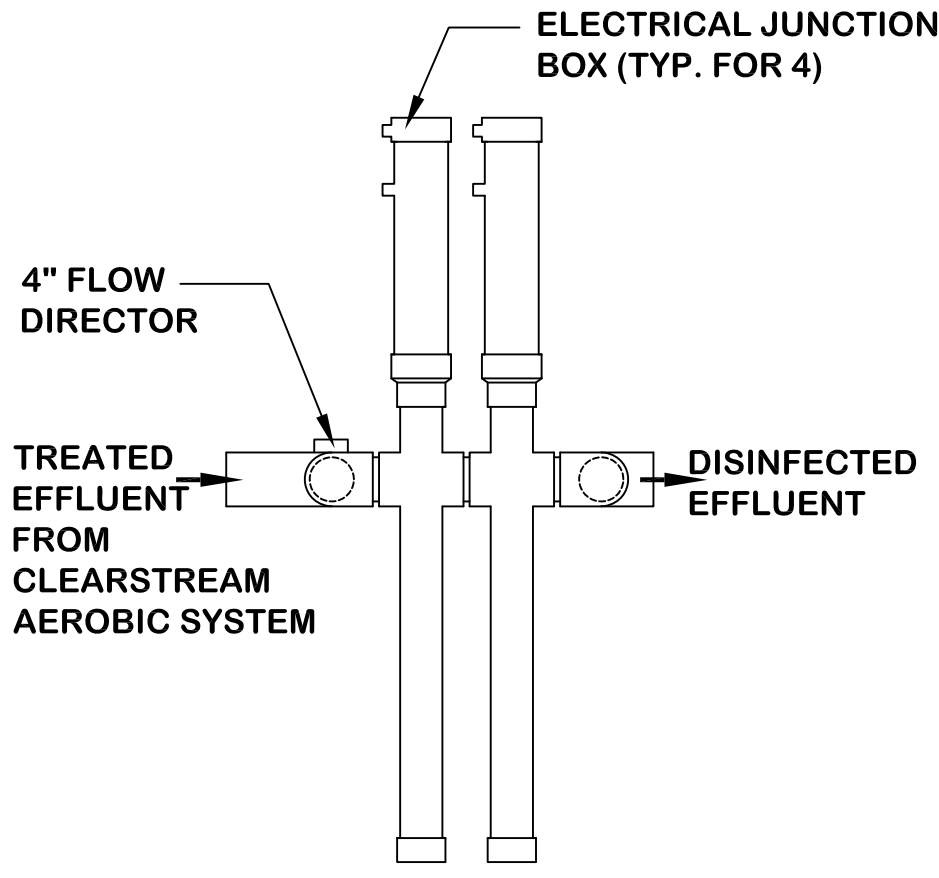 ELECTRICAL JUNCTION
BOX (TYP. FOR 4)
4" FLOW
DIRECTOR
TREATED
EFFLUENT
FROM
CLEARSTREAM
AEROBIC SYSTEM
DISINFECTED
EFFLUENT